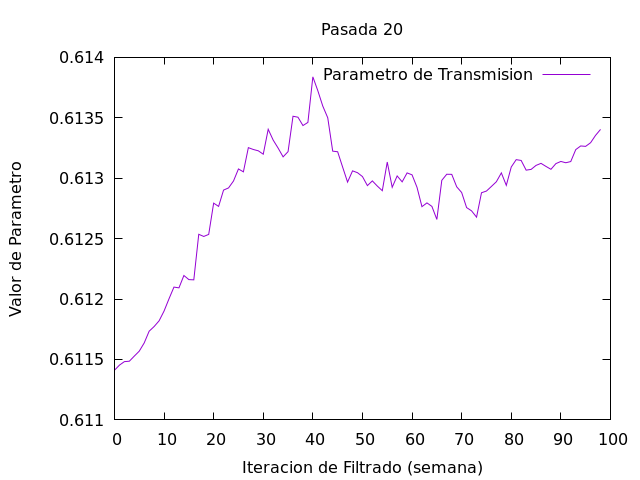 Pasada 20
Parametro de Transmision
0.614
0.6135
0.613
0.6125
0.612
0.6115
0.611
Valor de Parametro
0 10 20 30 40 50 60 70 80 90 100
Iteracion de Filtrado (semana)